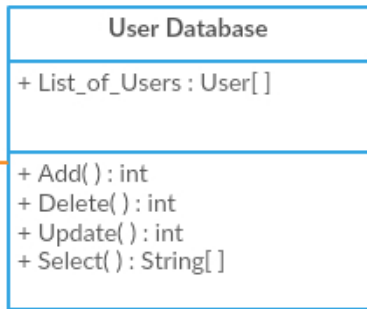 User Database
+ List_of_Users : User[ ]
+ Add( ) : int
+ Delete( ) : int
+ Update( ) : int
+ Select( ) : String[ ]